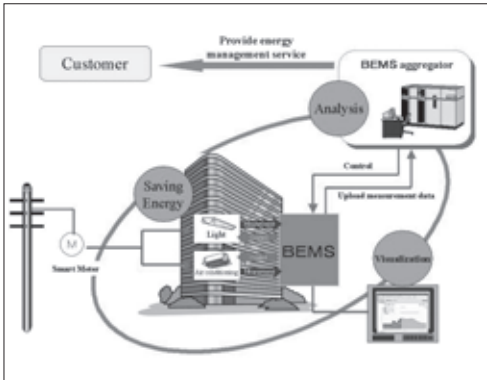 Provide energy
management service
Customer
BEMS aggregator
Analysis
Control
Upload measurement data
Saving
Energy
Light
BEMS
Air conditioning
M
Smart Motor
Visualization